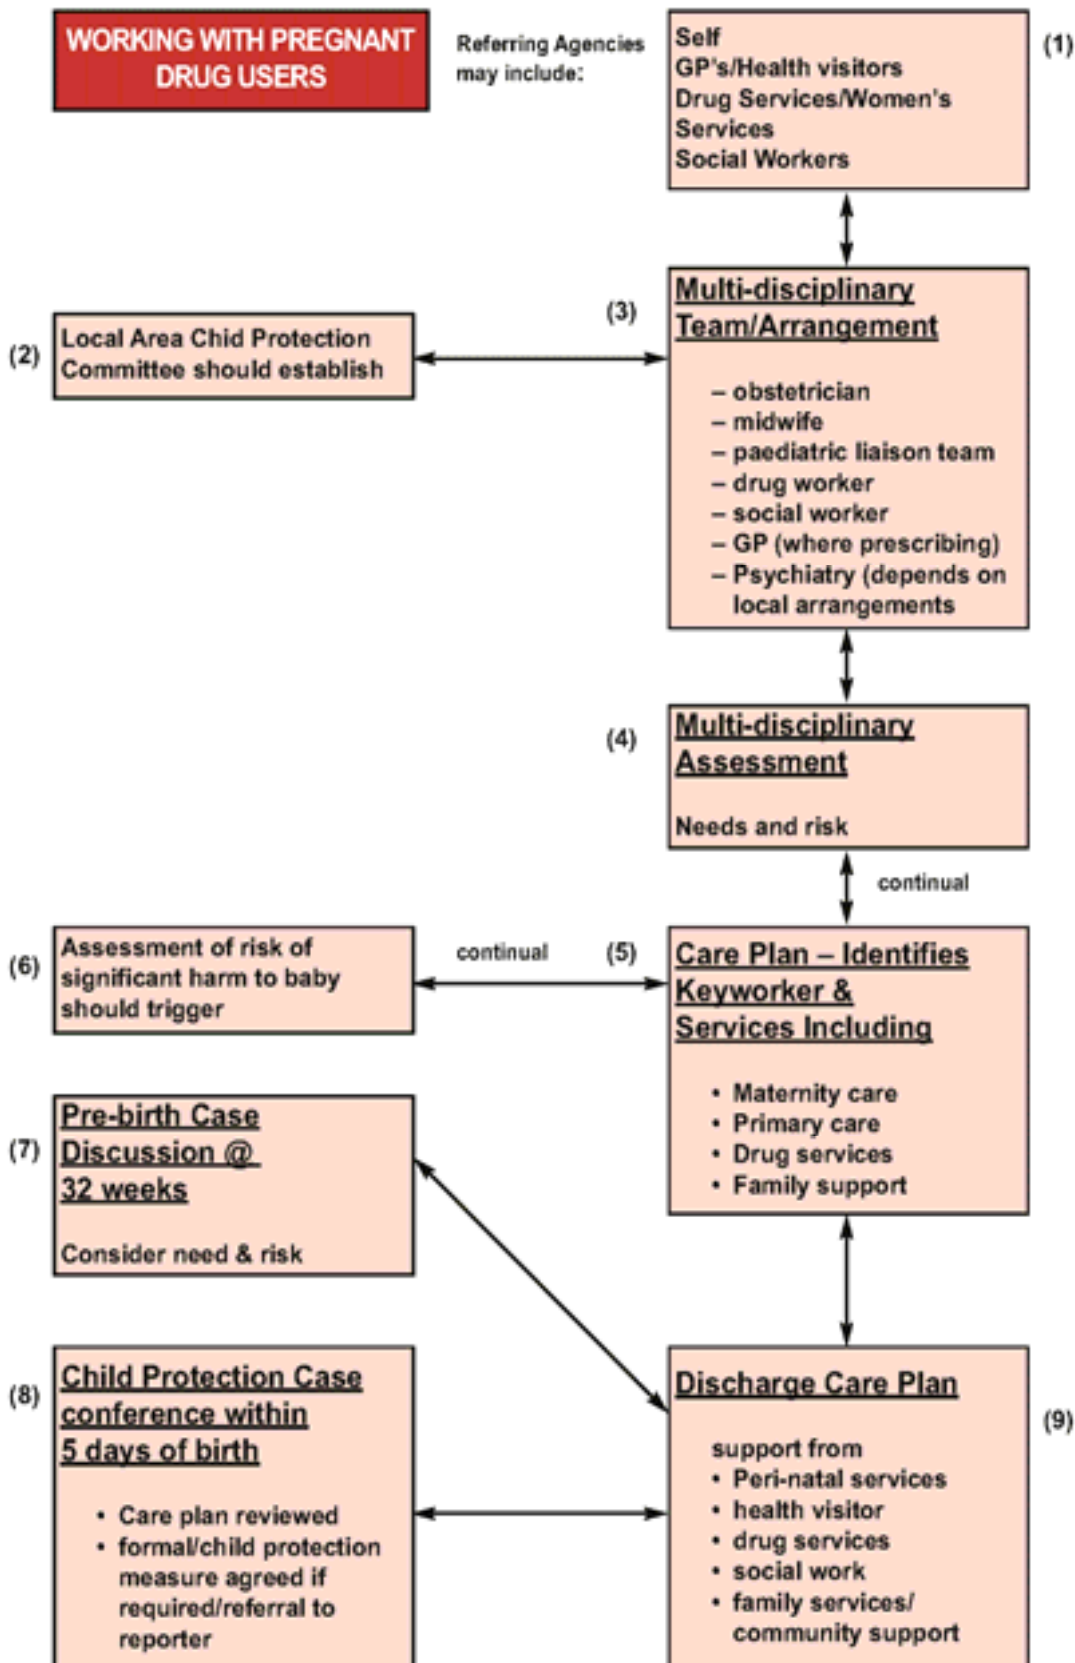 WORKING WITH PREGNANT
DRUG USERS
Referring Agencies
may include:
Self
GP's/Health visitors
Drug Services/Women's
Services
Social Workers
(1)
(2)
Local Area Chid Protection
Committee should establish
(3)
Multi-disciplinary
Team/Arrangement
– obstetrician
– midwife
– paediatric liaison team
– drug worker
– social worker
– GP (where prescribing)
– Psychiatry (depends on
local arrangements
(4)
Multi-disciplinary
Assessment
Needs and risk
continual
(6)
Assessment of risk of
significant harm to baby
should trigger
continual
(5)
Care Plan – Identifies
Keyworker &
Services Including
• Maternity care
• Primary care
• Drug services
• Family support
(7)
Pre-birth Case
Discussion @
32 weeks
Consider need & risk
(8)
Child Protection Case
conference within
5 days of birth
• Care plan reviewed
• formal/child protection
measure agreed if
required/referral to
reporter
Discharge Care Plan
(9)
support from
• Peri-natal services
• health visitor
• drug services
• social work
• family services/
community support